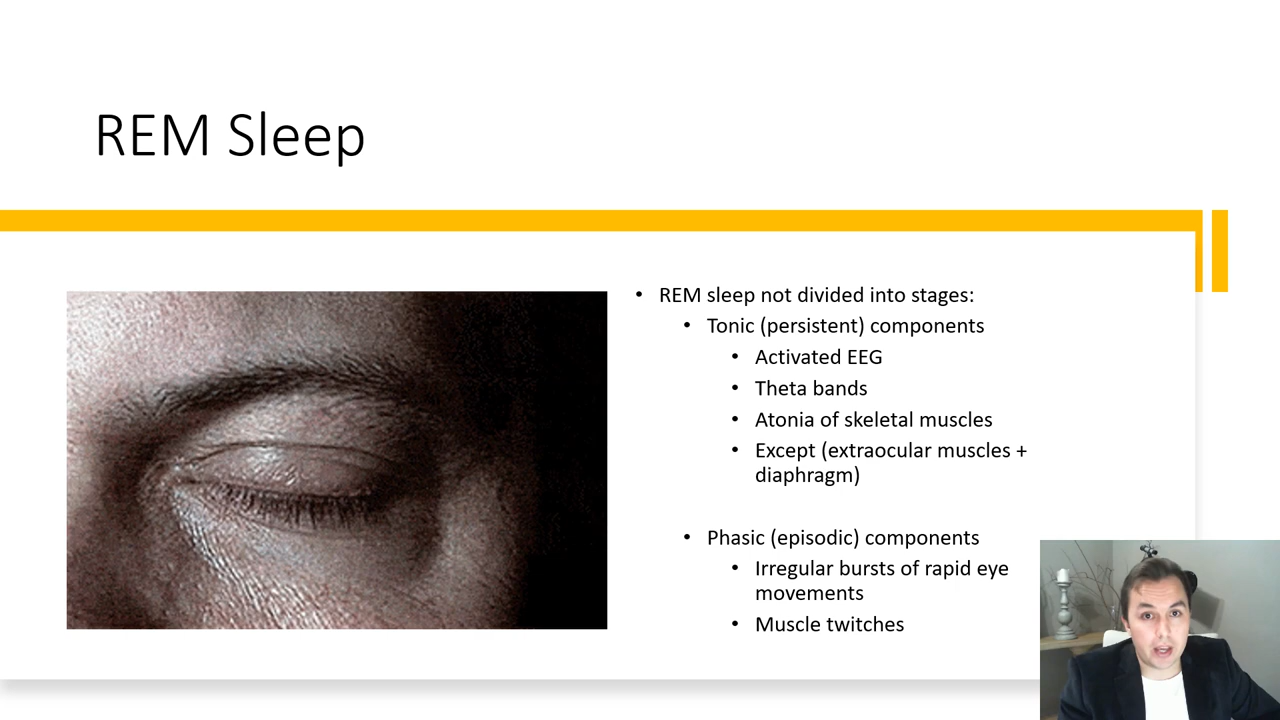 REM Sleep
• REM sleep not divided into stages:
• Tonic (persistent) components
• Activated EEG
• Theta bands
• Atonia of skeletal muscles
• Except (extraocular muscles +
diaphragm)
• Phasic (episodic) components
• Irregular bursts of rapid eye
movements
• Muscle twitches